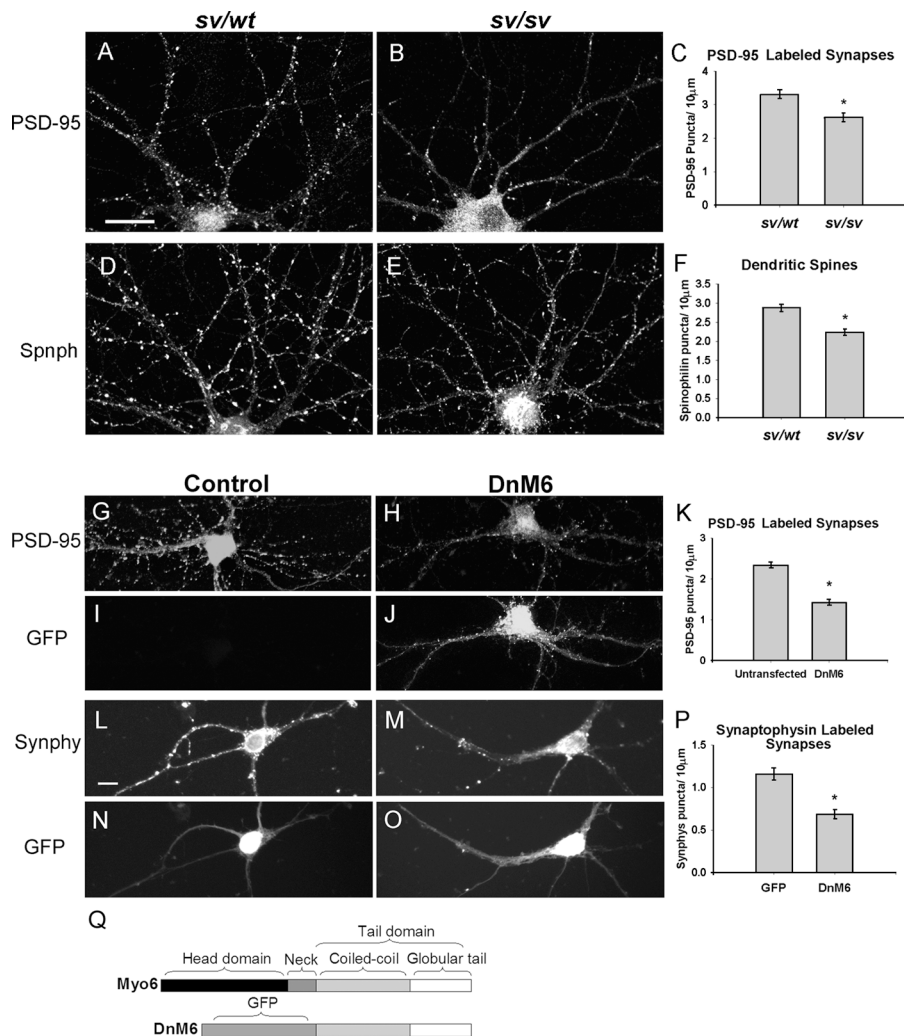 sv/wt
sv/sv
PSD-95
A
B
C
PSD-95 Labeled Synapses
PSD-95 Puncta/ 10μm
4
3
2
1
0
*
sv/wt
sv/sv
Spnph
D
E
F
Dendritic Spines
Spinophilin puncta/ 10μm
3.5
3.0
2.5
2.0
1.5
1.0
0.5
0.0
*
sv/wt
sv/sv
Control
DnM6
PSD-95
G
H
K
PSD-95 Labeled Synapses
PSD-95 puncta/ 10μm
3
2
1
0
*
Untransfected
DnM6
GFP
I
J
Synphy
L
M
P
Synaptophysin Labeled
Synapses
Synphys puncta/ 10μm
1.5
1.0
0.5
0.0
*
GFP
DnM6
GFP
N
O
Q
Tail domain
Head domain
Neck
Coiled-coil
Globular tail
Myo6
GFP
DnM6